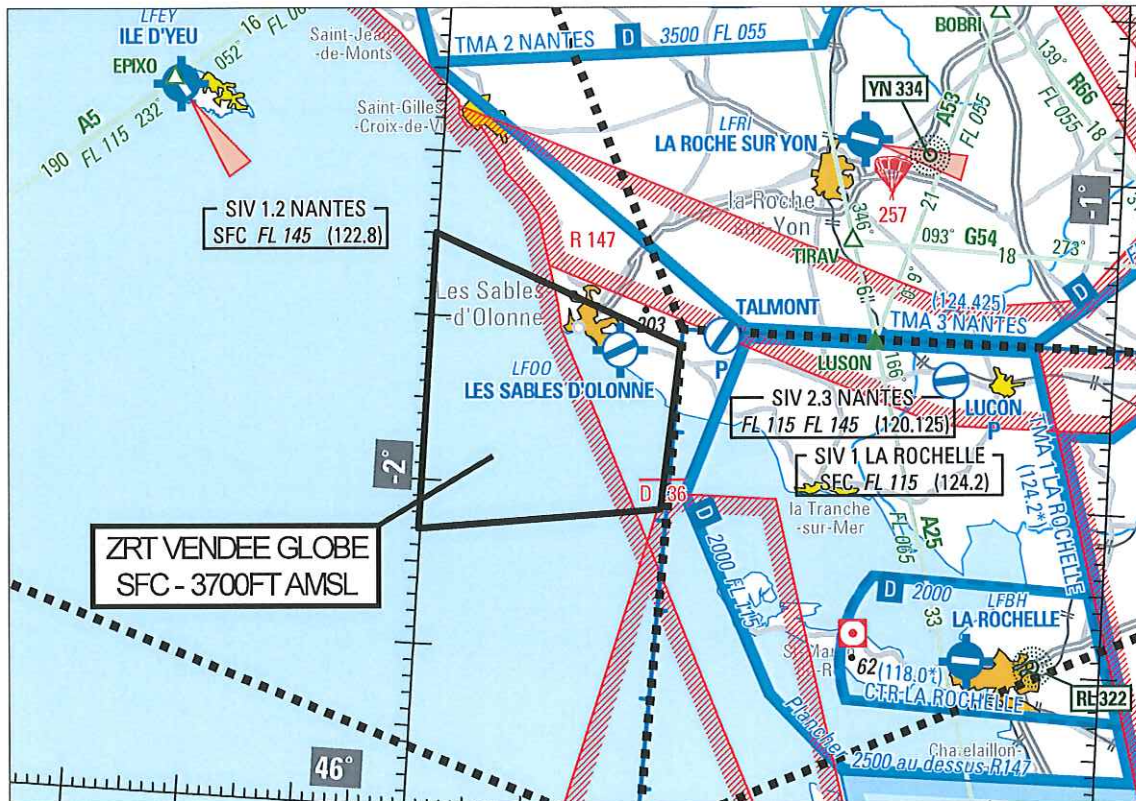 LFEY
ILE D'YEU
EPIXO
052°
16
A5
232°
190
FL 115
Saint-Jean
-de-Monts
TMA 2 NANTES
D
3500 FL 055
BOBRI
139°
R66
FL 055
18
YN 334
A53
FL 055
Saint-Gilles
LFRI
LA ROCHE SUR YON
257
21
-1°
la Roche
sur-Yon
346°
093°
G54
18
273°
TIRAV
SIV 1.2 NANTES
SFC FL 145 (122.8)
R 147
D
Les Sables
-d'Olonne
203
TALMONT
(124.425)
TMA 3 NANTES
LFOO
LES SABLES D'OLONNE
P
LUSON
166°
SIV 2.3 NANTES
FL 115 FL 145 (120.125)
LUCON
P
-2°
SIV 1 LA ROCHELLE
SFC FL 115 (124.2)
TMA 1 LA ROCHELLE
(124.2*)
D 36
la Tranche
-sur-Mer
D
2000 FL 115
A25
FL 065
ZRT VENDEE GLOBE
SFC - 3700FT AMSL
D
2000
33
LFBH
LA ROCHELLE
62
(118.0*)
CTR LA ROCHELLE
RL 322
Plancher
2500 au dessus R147
46°